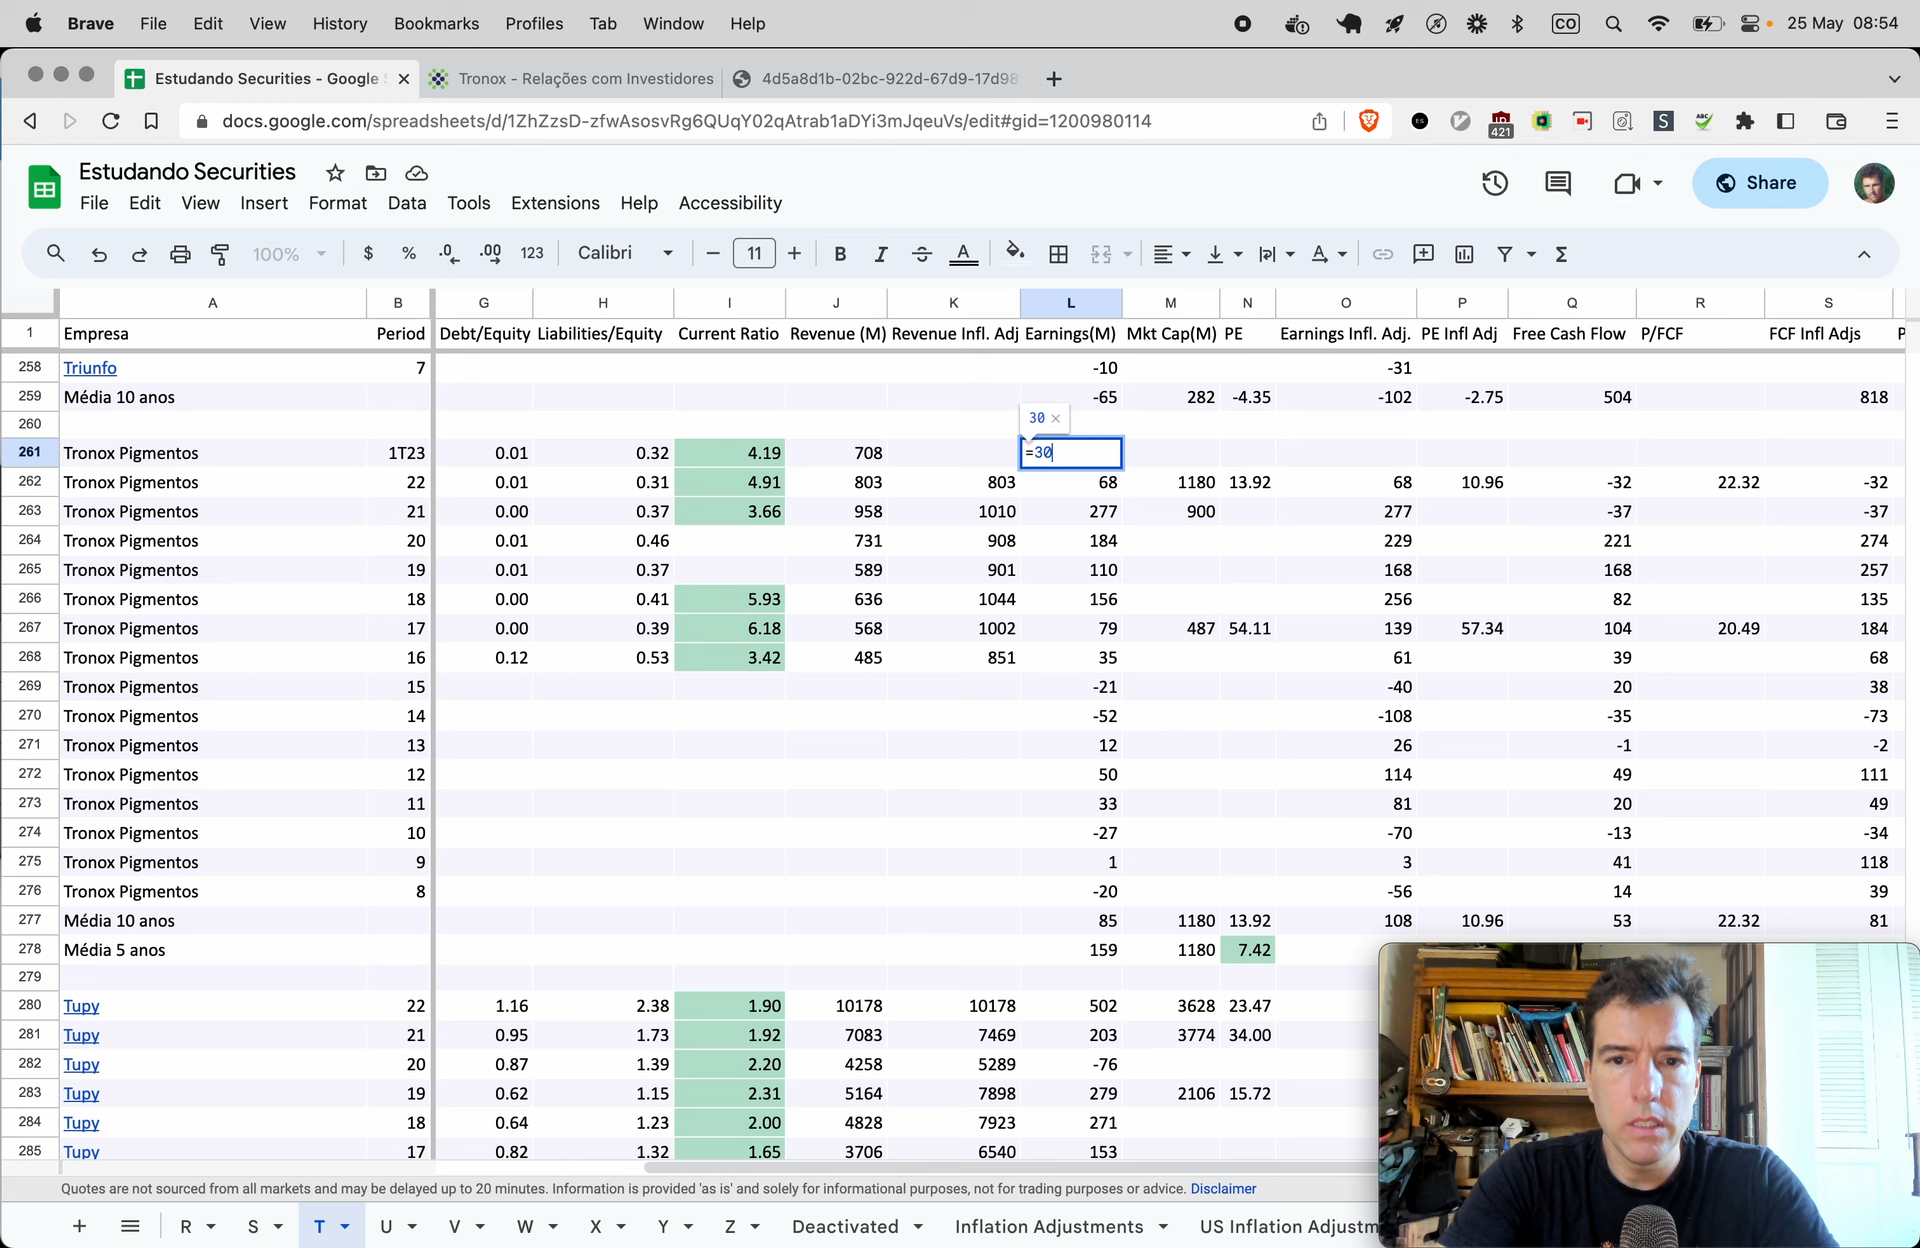 Brave File Edit View History Bookmarks Profiles Tab Window Help CO 25 May 08:54
Estudando Securities - Google S Tronox - Relações com Investidores 4d5a8d1b-02bc-922d-67d9-17d98
docs.google.com/spreadsheets/d/1ZhZzsD-zfwAsosvRg6QUqY02qAtrab1aDYi3mJqeuVs/edit#gid=1200980114 421
Estudando Securities
Share
File Edit View Insert Format Data Tools Extensions Help Accessibility
100% $ % .0 .00 123 Calibri 11 B I
A B G H I J K L M N O P Q R S
1 Empresa Period Debt/Equity Liabilities/Equity Current Ratio Revenue (M) Revenue Infl. Adj Earnings(M) Mkt Cap(M) PE Earnings Infl. Adj. PE Infl Adj Free Cash Flow P/FCF FCF Infl Adjs P
258 Triunfo 7 -10 -31
259 Média 10 anos -65 282 -4.35 -102 -2.75 504 818
260 30 ×
261 Tronox Pigmentos 1T23 0.01 0.32 4.19 708 =30
262 Tronox Pigmentos 22 0.01 0.31 4.91 803 803 68 1180 13.92 68 10.96 -32 22.32 -32
263 Tronox Pigmentos 21 0.00 0.37 3.66 958 1010 277 900 277 -37 -37
264 Tronox Pigmentos 20 0.01 0.46 731 908 184 229 221 274
265 Tronox Pigmentos 19 0.01 0.37 589 901 110 168 168 257
266 Tronox Pigmentos 18 0.00 0.41 5.93 636 1044 156 256 82 135
267 Tronox Pigmentos 17 0.00 0.39 6.18 568 1002 79 487 54.11 139 57.34 104 20.49 184
268 Tronox Pigmentos 16 0.12 0.53 3.42 485 851 35 61 39 68
269 Tronox Pigmentos 15 -21 -40 20 38
270 Tronox Pigmentos 14 -52 -108 -35 -73
271 Tronox Pigmentos 13 12 26 -1 -2
272 Tronox Pigmentos 12 50 114 49 111
273 Tronox Pigmentos 11 33 81 20 49
274 Tronox Pigmentos 10 -27 -70 -13 -34
275 Tronox Pigmentos 9 1 3 41 118
276 Tronox Pigmentos 8 -20 -56 14 39
277 Média 10 anos 85 1180 13.92 108 10.96 53 22.32 81
278 Média 5 anos 159 1180 7.42
279
280 Tupy 22 1.16 2.38 1.90 10178 10178 502 3628 23.47
281 Tupy 21 0.95 1.73 1.92 7083 7469 203 3774 34.00
282 Tupy 20 0.87 1.39 2.20 4258 5289 -76
283 Tupy 19 0.62 1.15 2.31 5164 7898 279 2106 15.72
284 Tupy 18 0.64 1.23 2.00 4828 7923 271
285 Tupy 17 0.82 1.32 1.65 3706 6540 153
Quotes are not sourced from all markets and may be delayed up to 20 minutes. Information is provided 'as is' and solely for informational purposes, not for trading purposes or advice. Disclaimer
R S T U V W X Y Z Deactivated Inflation Adjustments US Inflation Adjustm